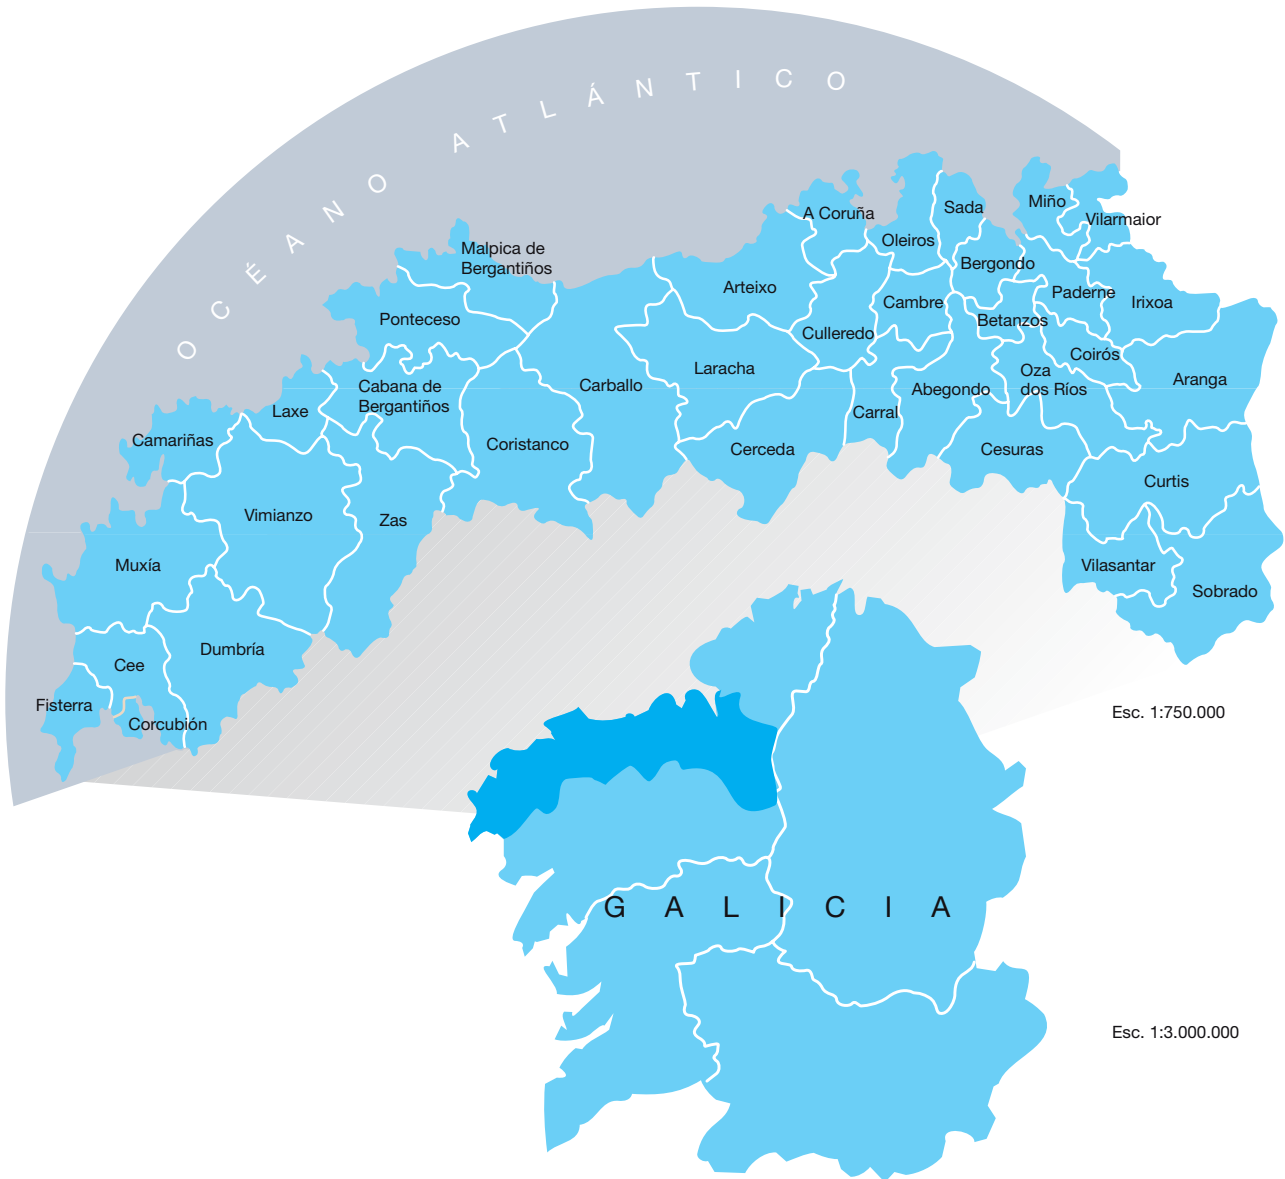 OCÉANO ATLÁNTICO
A Coruña
Sada
Miño
Vilarmaior
Oleiros
Malpica de
Bergantiños
Bergondo
Arteixo
Paderne
Irixoa
Cambre
Ponteceso
Betanzos
Culleredo
Coirós
Laracha
Oza
dos Ríos
Aranga
Cabana de
Bergantiños
Carballo
Abegondo
Laxe
Carral
Camariñas
Coristanco
Cerceda
Cesuras
Curtis
Vimianzo
Zas
Muxía
Vilasantar
Sobrado
Dumbría
Cee
Fisterra
Corcubión
Esc. 1:750.000
GALICIA
Esc. 1:3.000.000